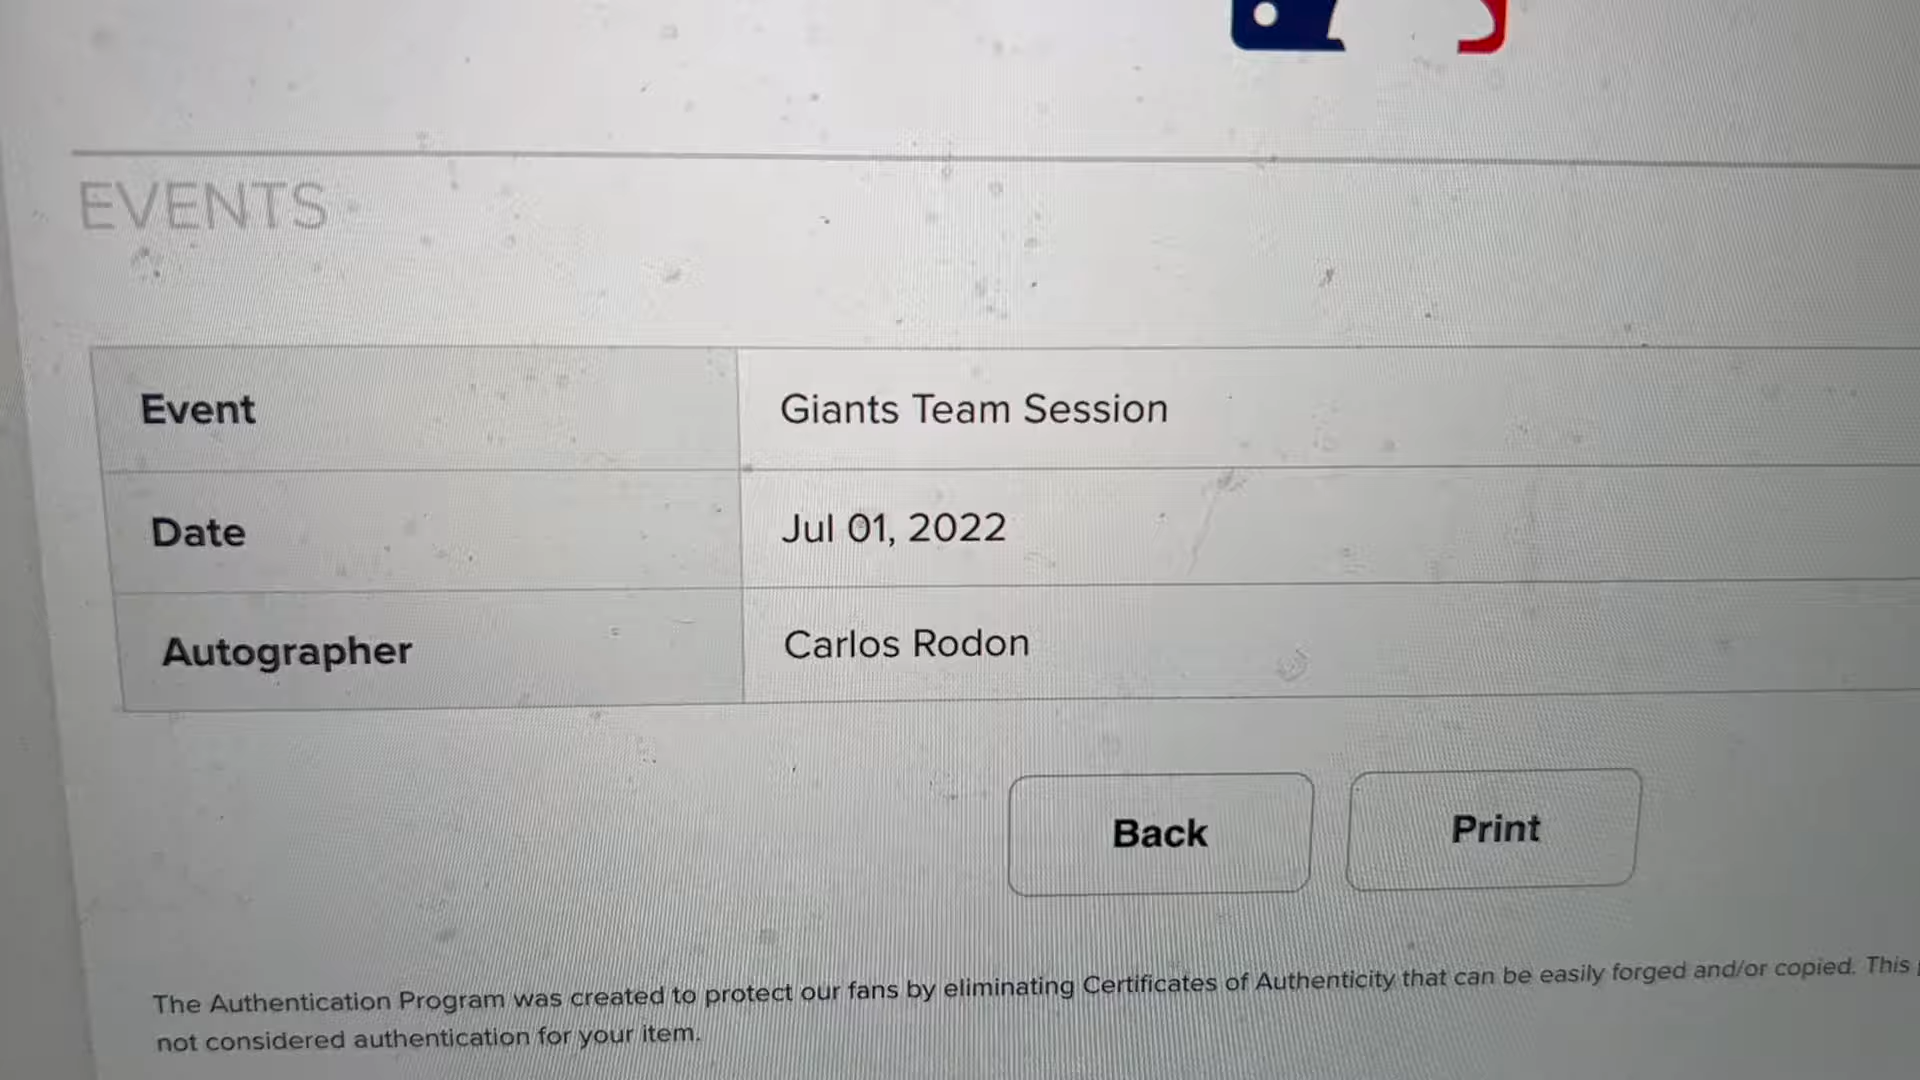 EVENTS
Event Giants Team Session
Date Jul 01, 2022
Autographer Carlos Rodon
Back Print
The Authentication Program was created to protect our fans by eliminating Certificates of Authenticity that can be easily forged and/or copied. This
not considered authentication for your item.